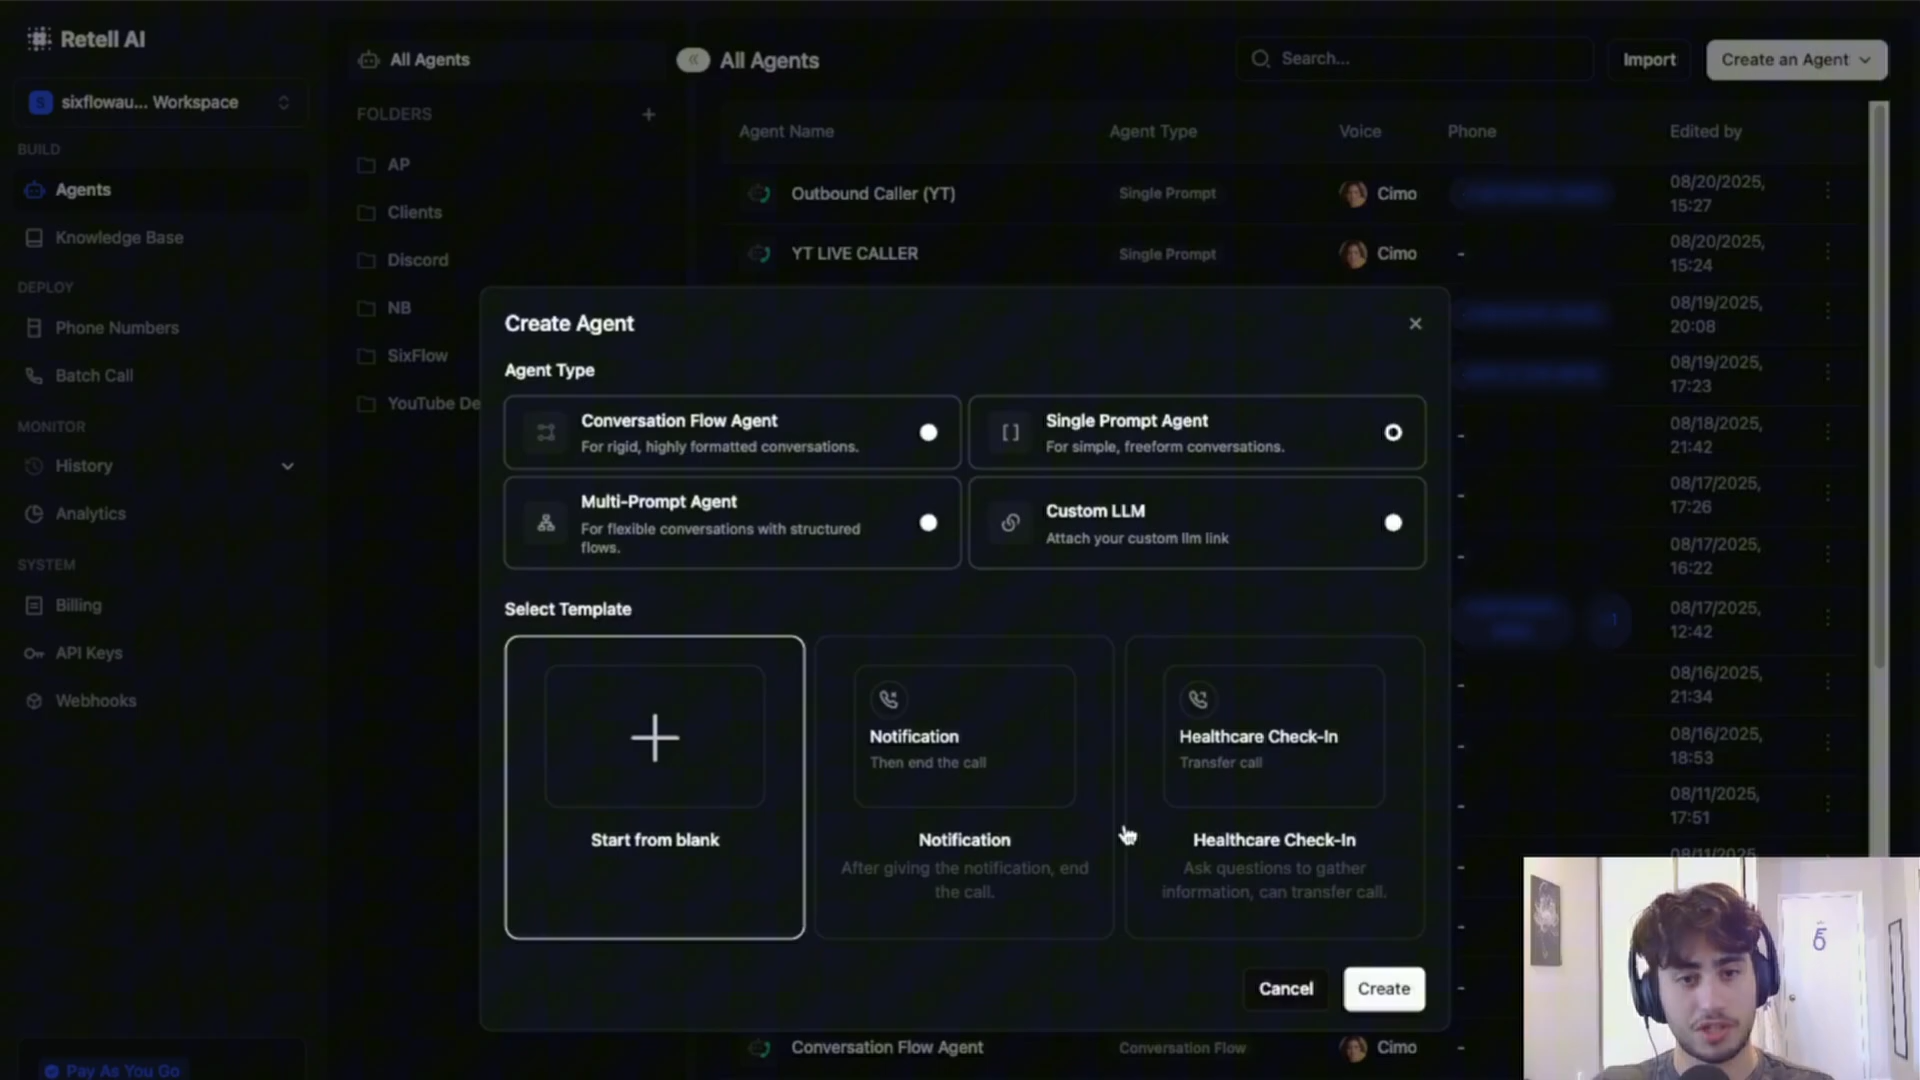 Retell AI
sixflowau... Workspace
BUILD
Agents
Knowledge Base
DEPLOY
Phone Numbers
Batch Call
MONITOR
History
Analytics
SYSTEM
Billing
API Keys
Webhooks
Pay As You Go
All Agents
FOLDERS
AP
Clients
Discord
NB
SixFlow
YouTube De
All Agents
Search...
Import
Create an Agent
Agent Name Agent Type Voice Phone Edited by
Outbound Caller (YT) Single Prompt Cimo 08/20/2025, 15:27
YT LIVE CALLER Single Prompt Cimo - 08/20/2025, 15:24
08/19/2025, 20:08
08/19/2025, 17:23
- 08/18/2025, 21:42
- 08/17/2025, 17:26
- 08/17/2025, 16:22
08/17/2025, 12:42
- 08/16/2025, 21:34
- 08/16/2025, 18:53
- 08/11/2025, 17:51
- 08/11/2025,
Create Agent
Agent Type
Conversation Flow Agent
For rigid, highly formatted conversations.
Single Prompt Agent
For simple, freeform conversations.
Multi-Prompt Agent
For flexible conversations with structured
flows.
Custom LLM
Attach your custom llm link
Select Template
Start from blank
Notification
Then end the call
Notification
After giving the notification, end
the call.
Healthcare Check-In
Transfer call
Healthcare Check-In
Ask questions to gather
information, can transfer call.
Cancel
Create
Conversation Flow Agent Conversation Flow Cimo -